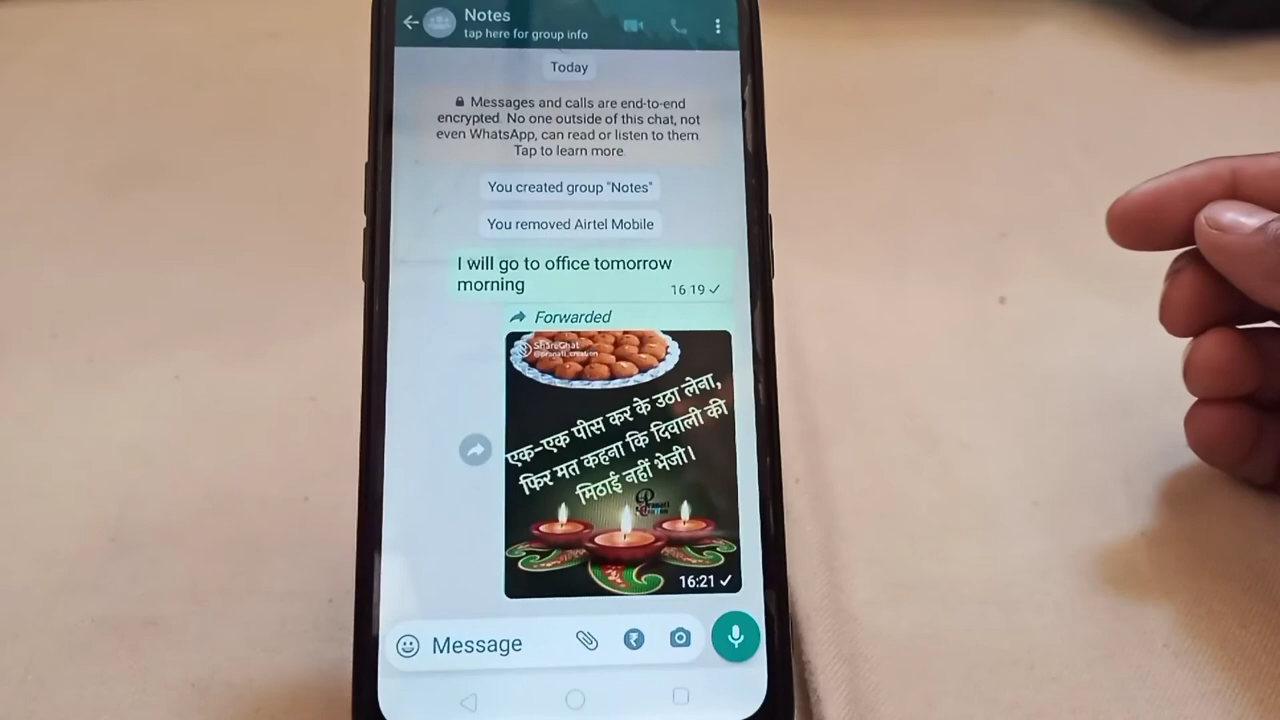 Notes
tap here for group info
Today
Messages and calls are end-to-end
encrypted. No one outside of this chat, not
even WhatsApp, can read or listen to them.
Tap to learn more.
You created group "Notes"
You removed Airtel Mobile
I will go to office tomorrow
morning
16:19
Forwarded
ShareChat
@pranati_creation
एक-एक पीस कर के उठा लेना,
फिर मत कहना कि दिवाली की
मिठाई नहीं भेजी।
Pranati
Creation
16:21
Message